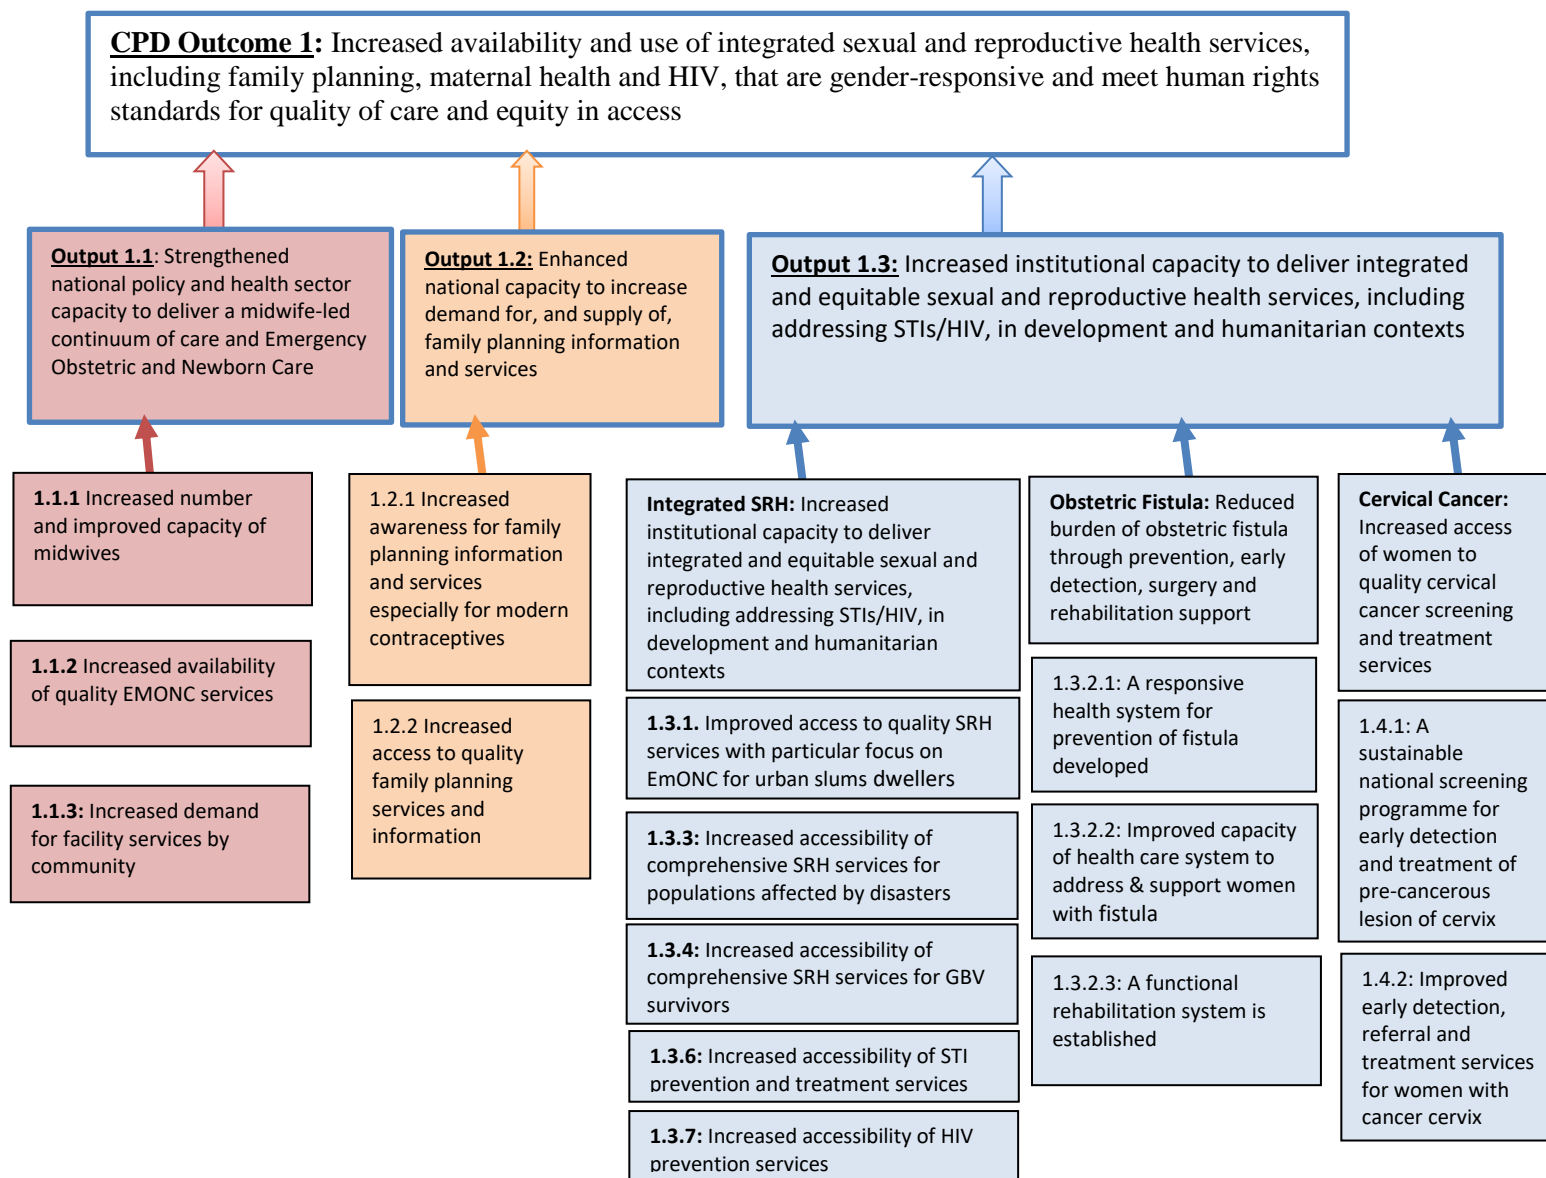 CPD Outcome 1: Increased availability and use of integrated sexual and reproductive health services,
including family planning, maternal health and HIV, that are gender-responsive and meet human rights
standards for quality of care and equity in access
Output 1.1: Strengthened
national policy and health sector
capacity to deliver a midwife-led
continuum of care and Emergency
Obstetric and Newborn Care
Output 1.2: Enhanced
national capacity to increase
demand for, and supply of,
family planning information
and services
Output 1.3: Increased institutional capacity to deliver integrated
and equitable sexual and reproductive health services, including
addressing STIs/HIV, in development and humanitarian contexts
1.1.1 Increased number
and improved capacity of
midwives
1.1.2 Increased availability
of quality EMONC services
1.1.3: Increased demand
for facility services by
community
1.2.1 Increased
awareness for family
planning information
and services
especially for modern
contraceptives
1.2.2 Increased
access to quality
family planning
services and
information
Integrated SRH: Increased
institutional capacity to deliver
integrated and equitable sexual and
reproductive health services,
including addressing STIs/HIV, in
development and humanitarian
contexts
1.3.1. Improved access to quality SRH
services with particular focus on
EmONC for urban slums dwellers
1.3.3: Increased accessibility of
comprehensive SRH services for
populations affected by disasters
1.3.4: Increased accessibility of
comprehensive SRH services for GBV
survivors
1.3.6: Increased accessibility of STI
prevention and treatment services
1.3.7: Increased accessibility of HIV
prevention services
Obstetric Fistula: Reduced
burden of obstetric fistula
through prevention, early
detection, surgery and
rehabilitation support
1.3.2.1: A responsive
health system for
prevention of fistula
developed
1.3.2.2: Improved capacity
of health care system to
address & support women
with fistula
1.3.2.3: A functional
rehabilitation system is
established
Cervical Cancer:
Increased access
of women to
quality cervical
cancer screening
and treatment
services
1.4.1: A
sustainable
national screening
programme for
early detection
and treatment of
pre-cancerous
lesion of cervix
1.4.2: Improved
early detection,
referral and
treatment services
for women with
cancer cervix